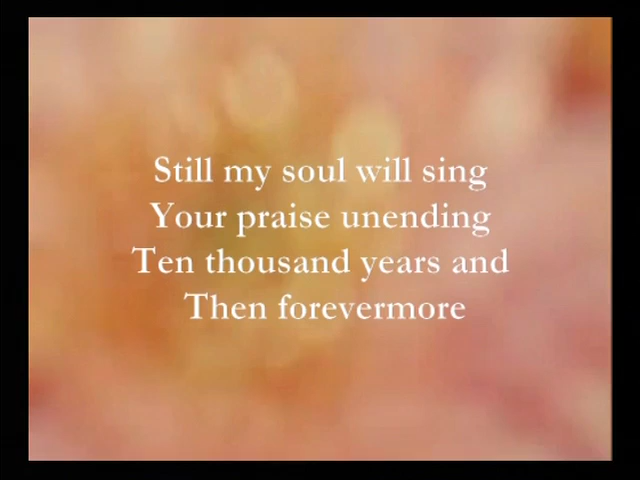 Still my soul will sing
Your praise unending
Ten thousand years and
Then forevermore